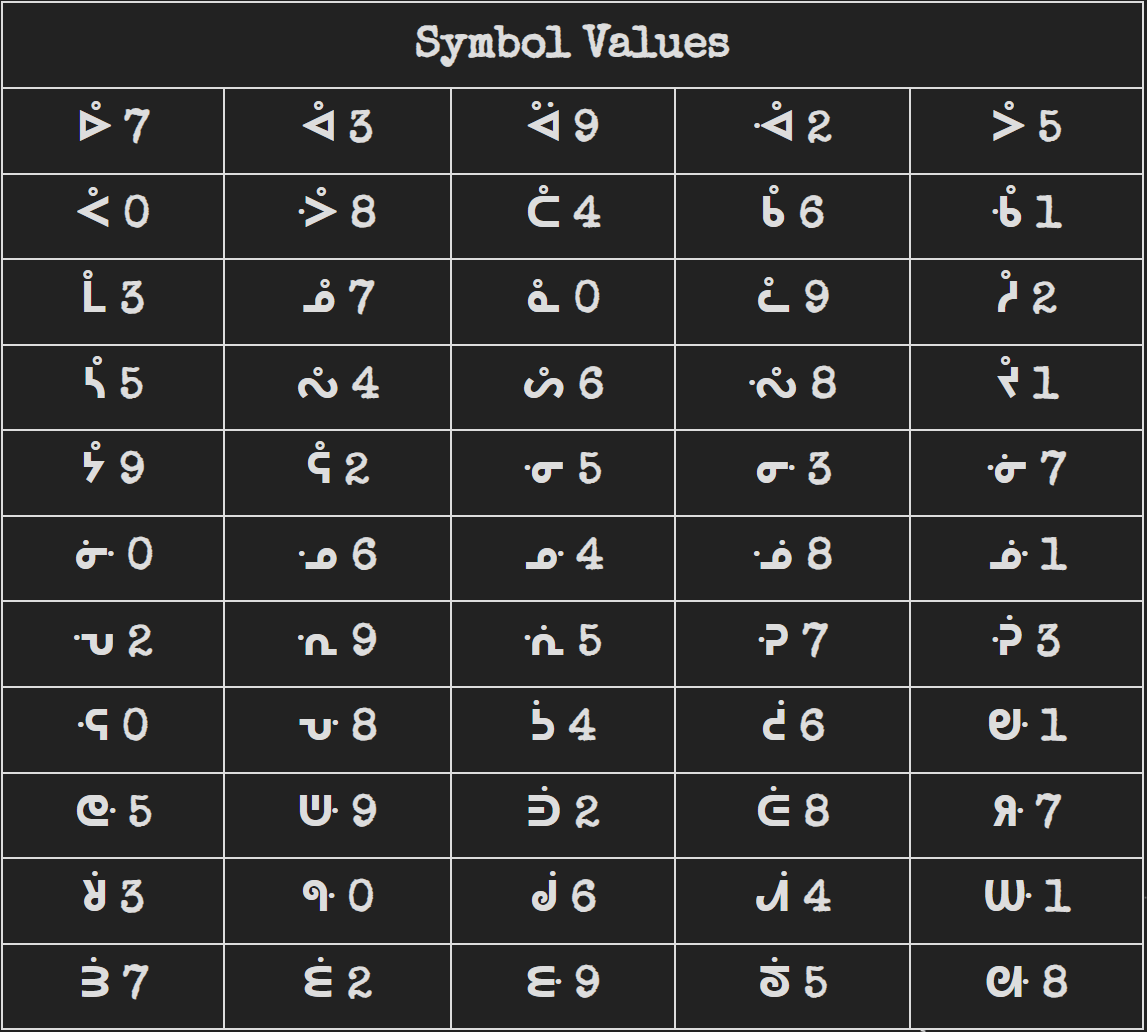 Symbol Values
ᢰ 7 ᢱ 3 ᢲ 9 ᢳ 2 ᢴ 5
ᢵ 0 ᢶ 8 ᢷ 4 ᢸ 6 ᢹ 1
ᢺ 3 ᢻ 7 ᢼ 0 ᢽ 9 ᢾ 2
ᢿ 5 ᣀ 4 ᣁ 6 ᣂ 8 ᣃ 1
ᣄ 9 ᣅ 2 ᣆ 5 ᣇ 3 ᣈ 7
ᣉ 0 ᣊ 6 ᣋ 4 ᣌ 8 ᣍ 1
ᣎ 2 ᣏ 9 ᣐ 5 ᣑ 7 ᣒ 3
ᣓ 0 ᣠ 8 ᣡ 4 ᣢ 6 ᣣ 1
ᣤ 5 ᣥ 9 ᣦ 2 ᣧ 8 ᣨ 7
ᣩ 3 ᣪ 0 ᣫ 6 ᣬ 4 ᣭ 1
ᣮ 7 ᣯ 2 ᣰ 9 ᣱ 5 ᣲ 8